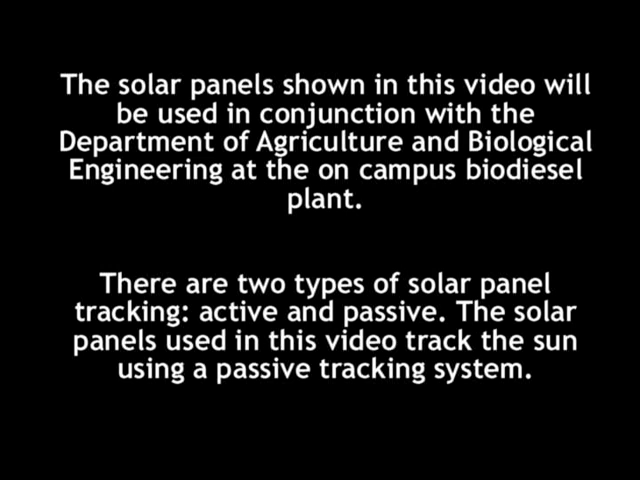 The solar panels shown in this video will
be used in conjunction with the
Department of Agriculture and Biological
Engineering at the on campus biodiesel
plant.
There are two types of solar panel
tracking: active and passive. The solar
panels used in this video track the sun
using a passive tracking system.